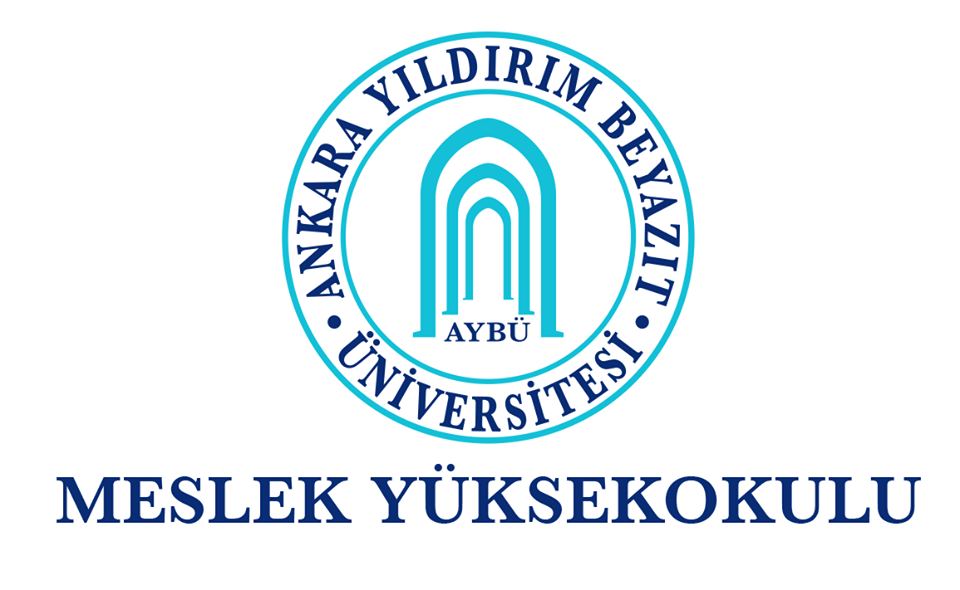 ANKARA YILDIRIM BEYAZIT
• ÜNİVERSİTESİ •
AYBÜ
MESLEK YÜKSEKOKULU